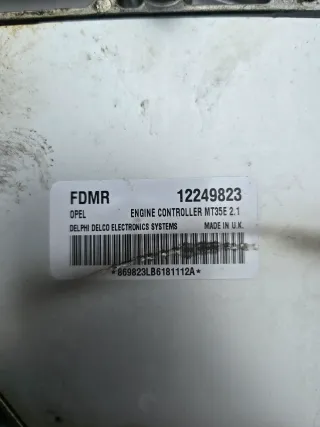 FDMR 12249823
OPEL ENGINE CONTROLLER MT35E 2.1
DELPHI DELCO ELECTRONICS SYSTEMS MADE IN U.K.
*869823LB6181112A*